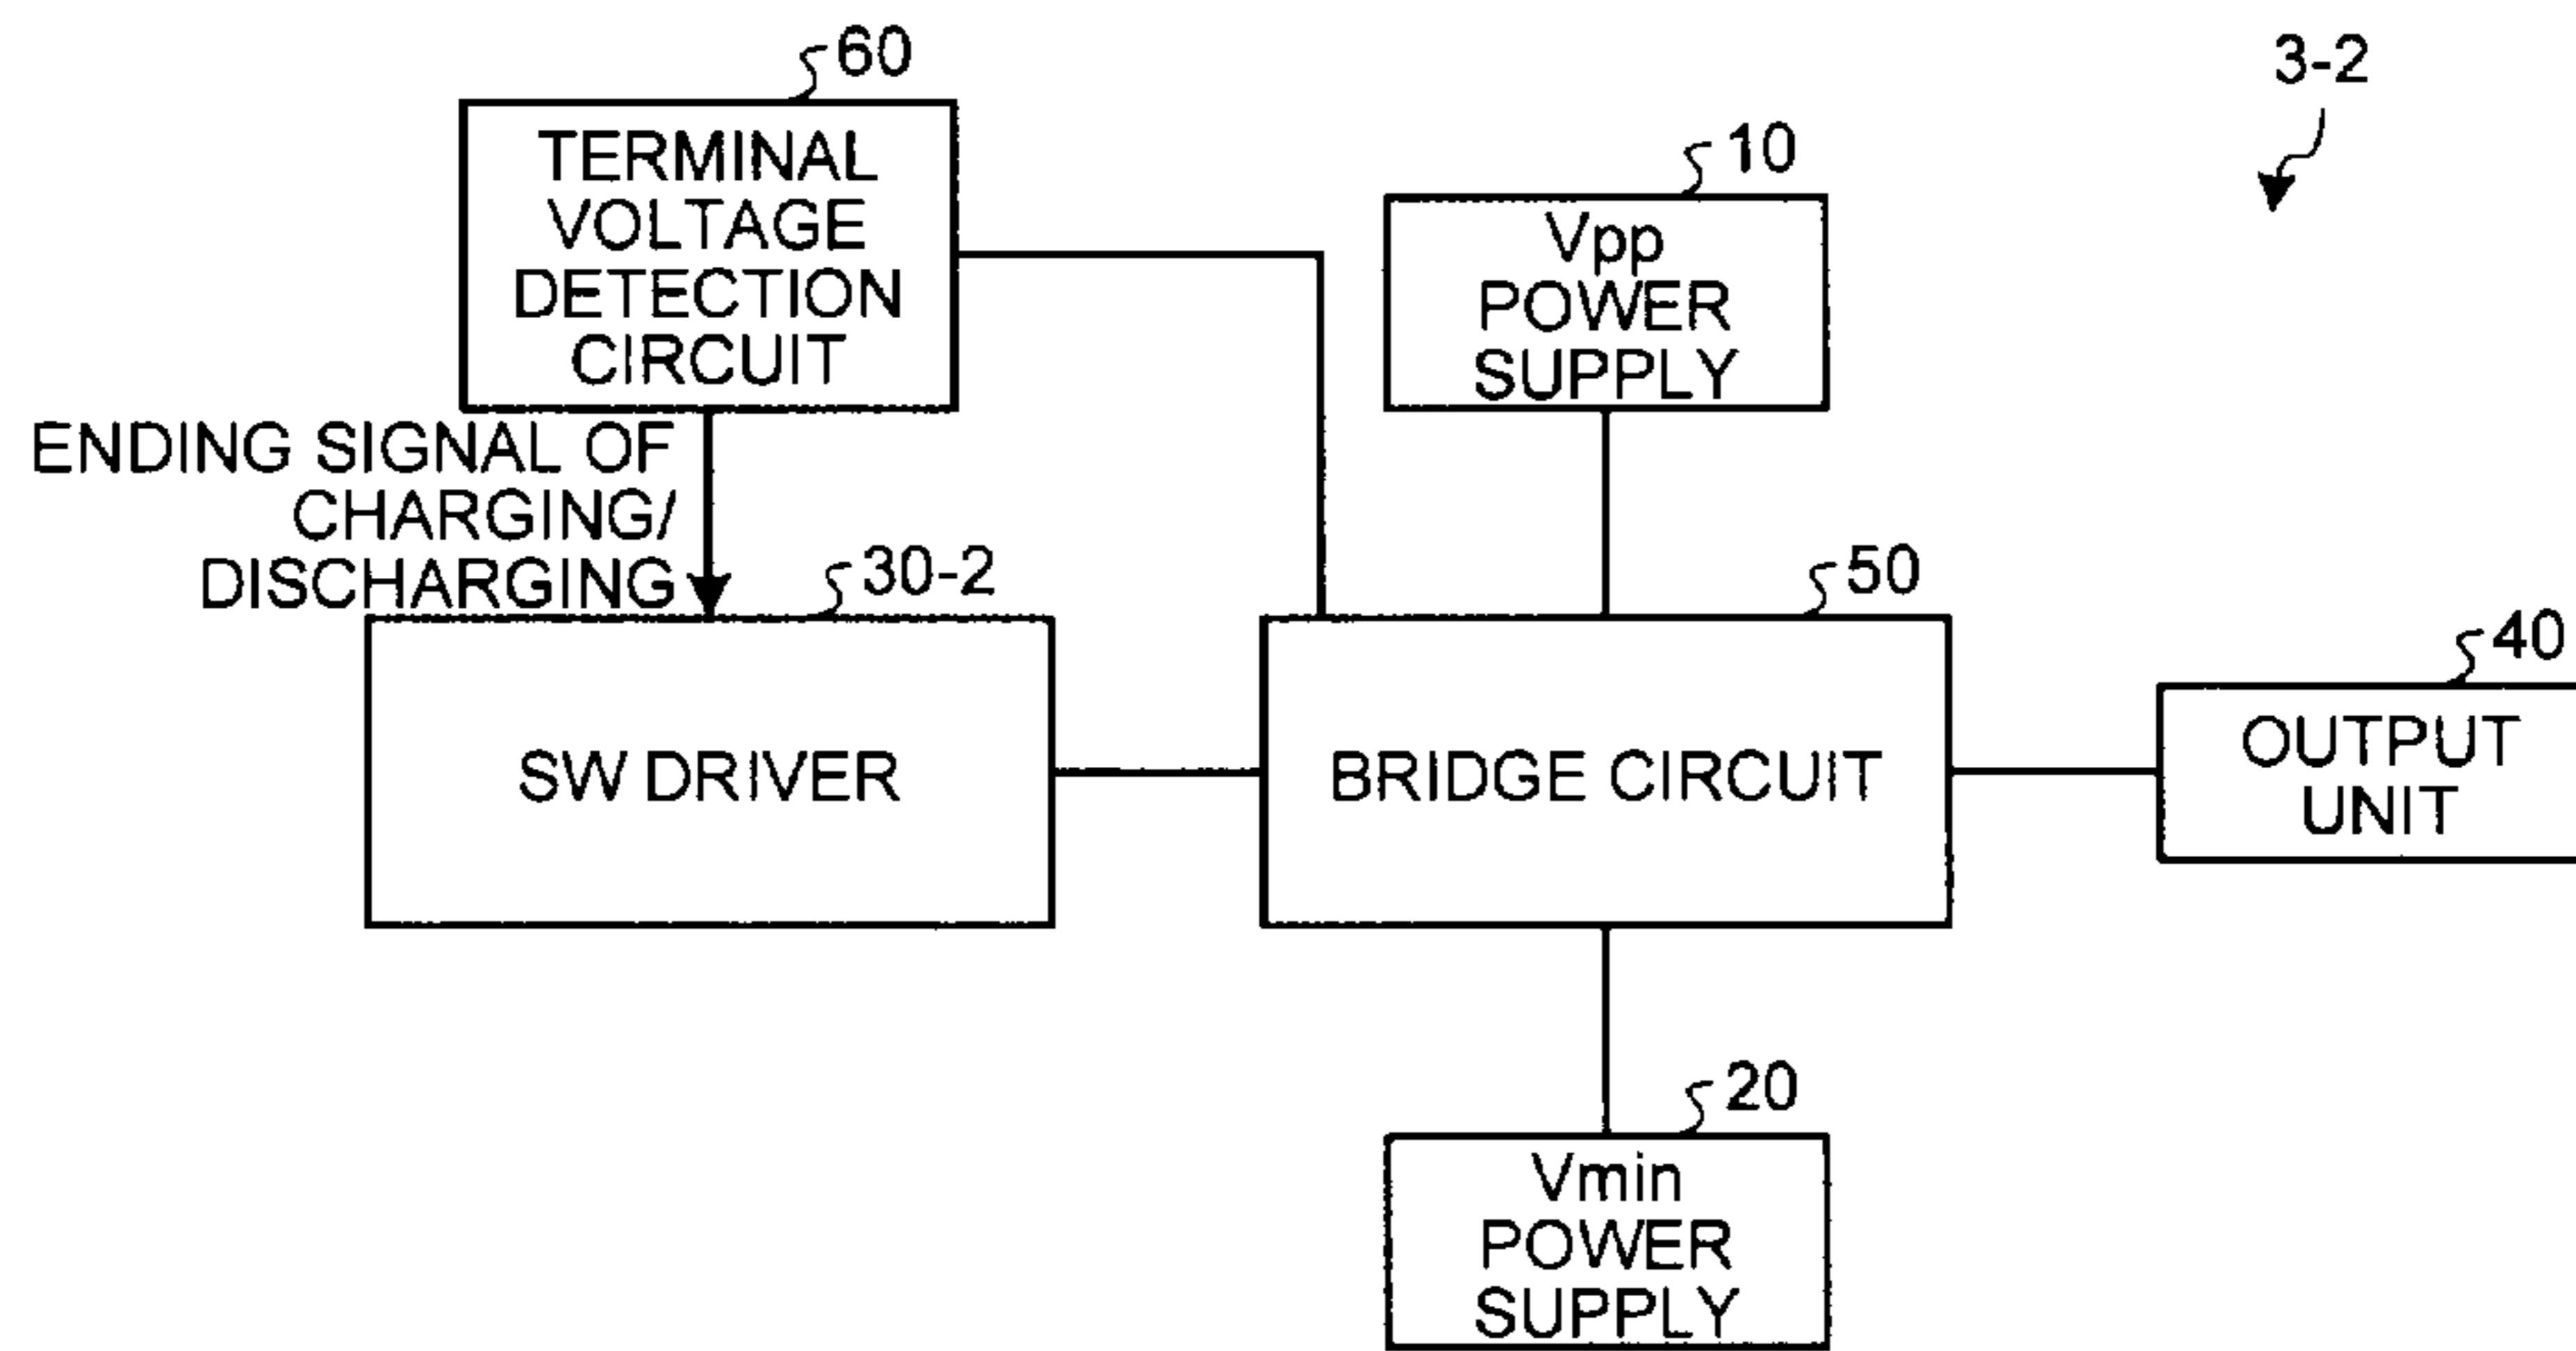 60
TERMINAL
VOLTAGE
DETECTION
CIRCUIT
3-2
10
Vpp
POWER
SUPPLY
ENDING SIGNAL OF
CHARGING/
DISCHARGING
30-2
SW DRIVER
50
BRIDGE CIRCUIT
40
OUTPUT
UNIT
20
Vmin
POWER
SUPPLY